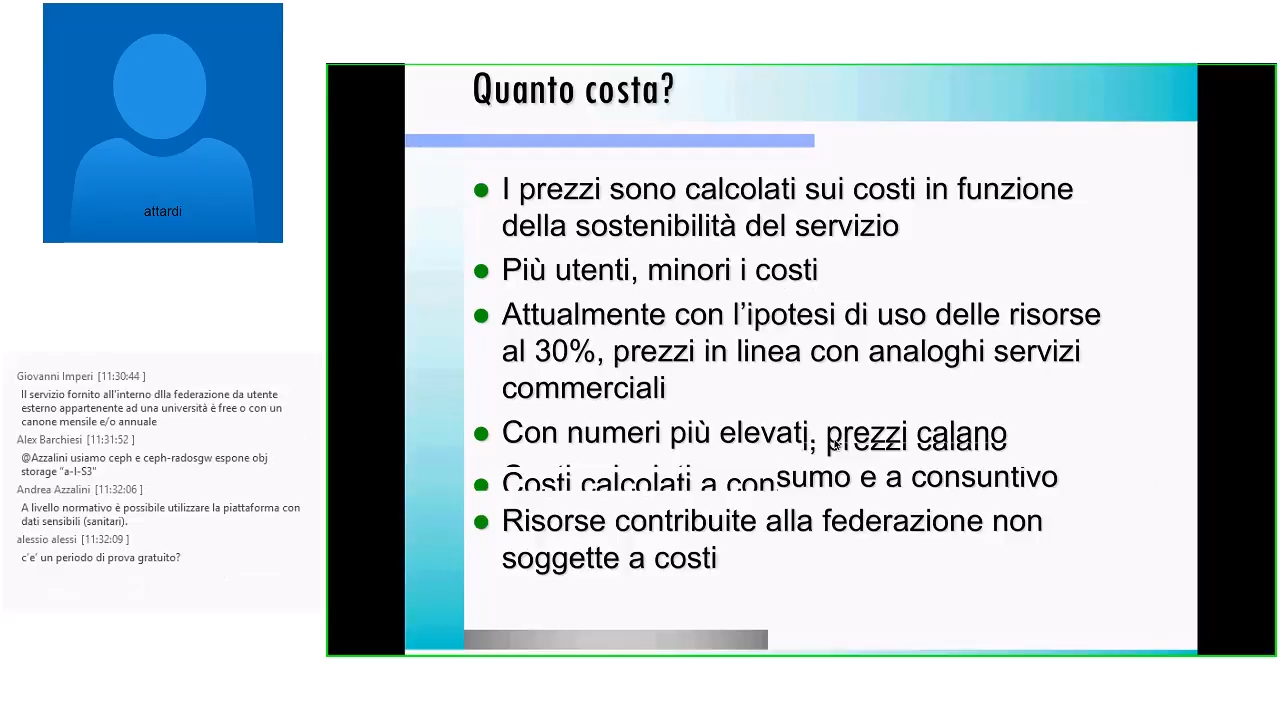 attardi
Giovanni Imperi [11:30:44 ]
Il servizio fornito all'interno dlla federazione da utente
esterno appartenente ad una università è free o con un
canone mensile e/o annuale
Alex Barchiesi [11:31:52 ]
@Azzalini usiamo ceph e ceph-radosgw espone obj
storage "a-l-S3"
Andrea Azzalini [11:32:06 ]
A livello normativo è possibile utilizzare la piattaforma con
dati sensibili (sanitari).
alessio alessi [11:32:09 ]
c'e' un periodo di prova gratuito?
Quanto costa?
● I prezzi sono calcolati sui costi in funzione
della sostenibilità del servizio
● Più utenti, minori i costi
● Attualmente con l'ipotesi di uso delle risorse
al 30%, prezzi in linea con analoghi servizi
commerciali
● Con numeri più elevati, prezzi calano
● Costi calcolati a consumo e a consuntivo
● Risorse contribuite alla federazione non
soggette a costi